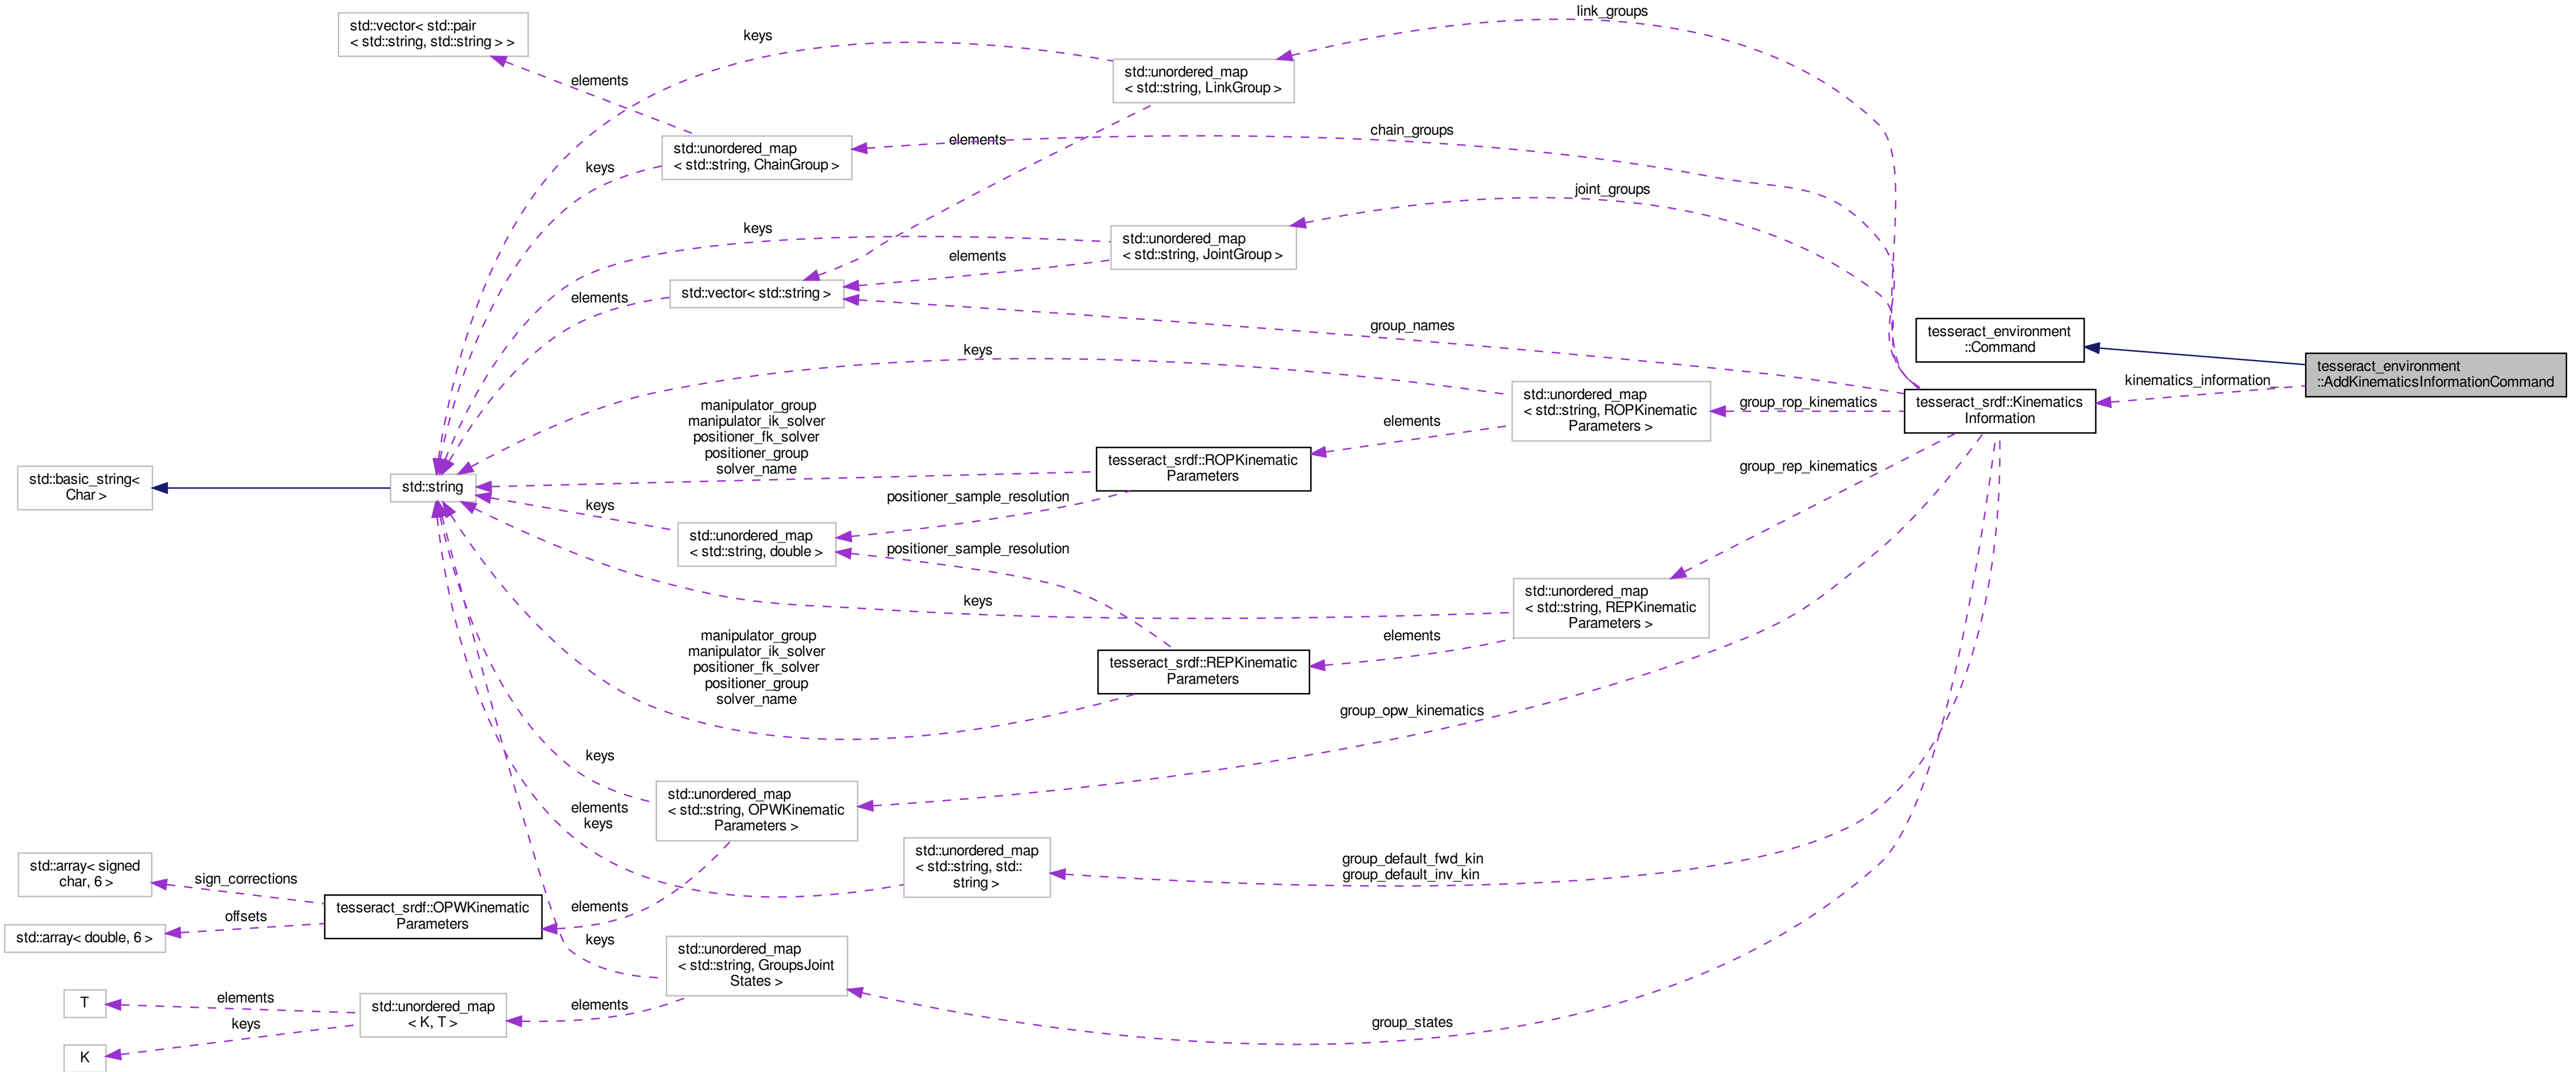 link_groups
std::vector< std::pair
< std::string, std::string > >
keys
elements
std::unordered_map
< std::string, LinkGroup >
chain_groups
elements
std::unordered_map
< std::string, ChainGroup >
keys
joint_groups
keys
std::unordered_map
< std::string, JointGroup >
elements
std::vector< std::string >
elements
group_names
tesseract_environment
::Command
keys
tesseract_environment
::AddKinematicsInformationCommand
kinematics_information
std::unordered_map
< std::string, ROPKinematic
Parameters >
group_rop_kinematics
tesseract_srdf::Kinematics
Information
manipulator_group
manipulator_ik_solver
positioner_fk_solver
positioner_group
solver_name
elements
tesseract_srdf::ROPKinematic
Parameters
group_rep_kinematics
std::basic_string<
Char >
std::string
positioner_sample_resolution
keys
std::unordered_map
< std::string, double >
positioner_sample_resolution
keys
std::unordered_map
< std::string, REPKinematic
Parameters >
manipulator_group
manipulator_ik_solver
positioner_fk_solver
positioner_group
solver_name
elements
tesseract_srdf::REPKinematic
Parameters
group_opw_kinematics
keys
std::unordered_map
< std::string, OPWKinematic
Parameters >
elements
keys
std::unordered_map
< std::string, std::
string >
group_default_fwd_kin
group_default_inv_kin
std::array< signed
char, 6 >
sign_corrections
tesseract_srdf::OPWKinematic
Parameters
elements
offsets
std::array< double, 6 >
keys
std::unordered_map
< std::string, GroupsJoint
States >
T
elements
std::unordered_map
< K, T >
elements
keys
group_states
K